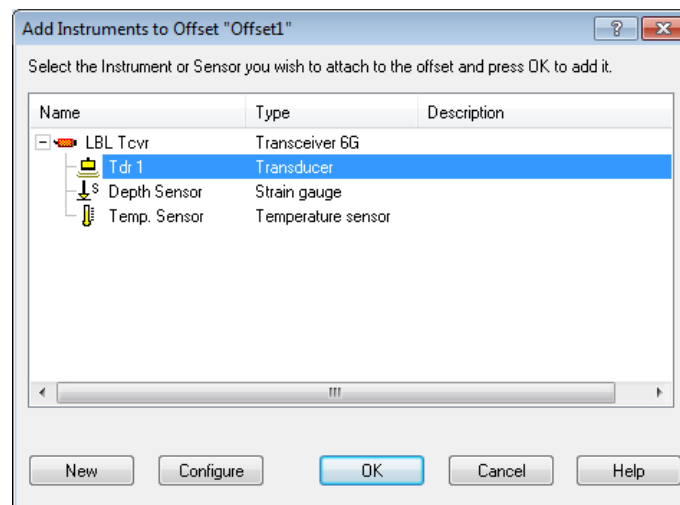 Add Instruments to Offset "Offset1"
?
Select the Instrument or Sensor you wish to attach to the offset and press OK to add it.
Name Type Description
LBL Tcvr Transceiver 6G
Tdr 1 Transducer
S Depth Sensor Strain gauge
Temp. Sensor Temperature sensor
New Configure OK Cancel Help